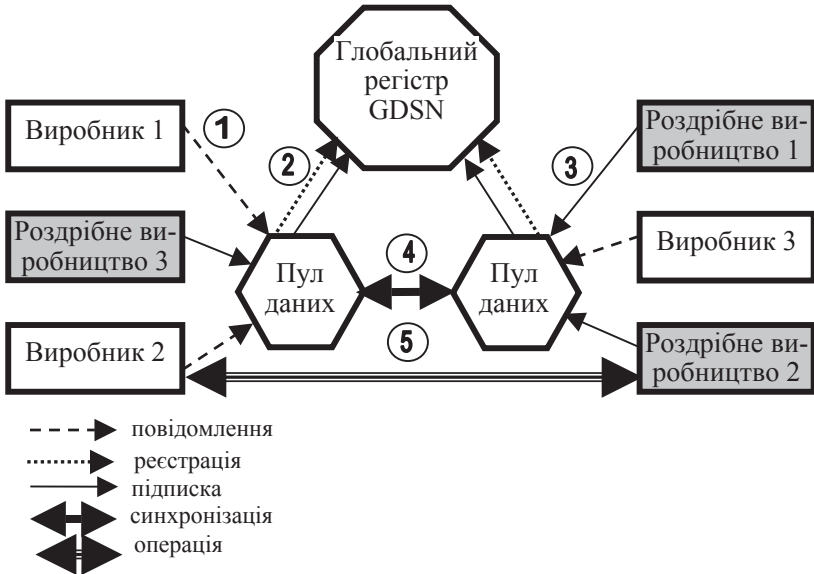 Глобальний
регістр
GDSN
Виробник 1
1
2
3
Роздрібне ви-
робництво 1
Роздрібне ви-
робництво 3
Пул
даних
4
Пул
даних
Виробник 3
Виробник 2
5
Роздрібне ви-
робництво 2
повідомлення
реєстрація
підписка
синхронізація
операція